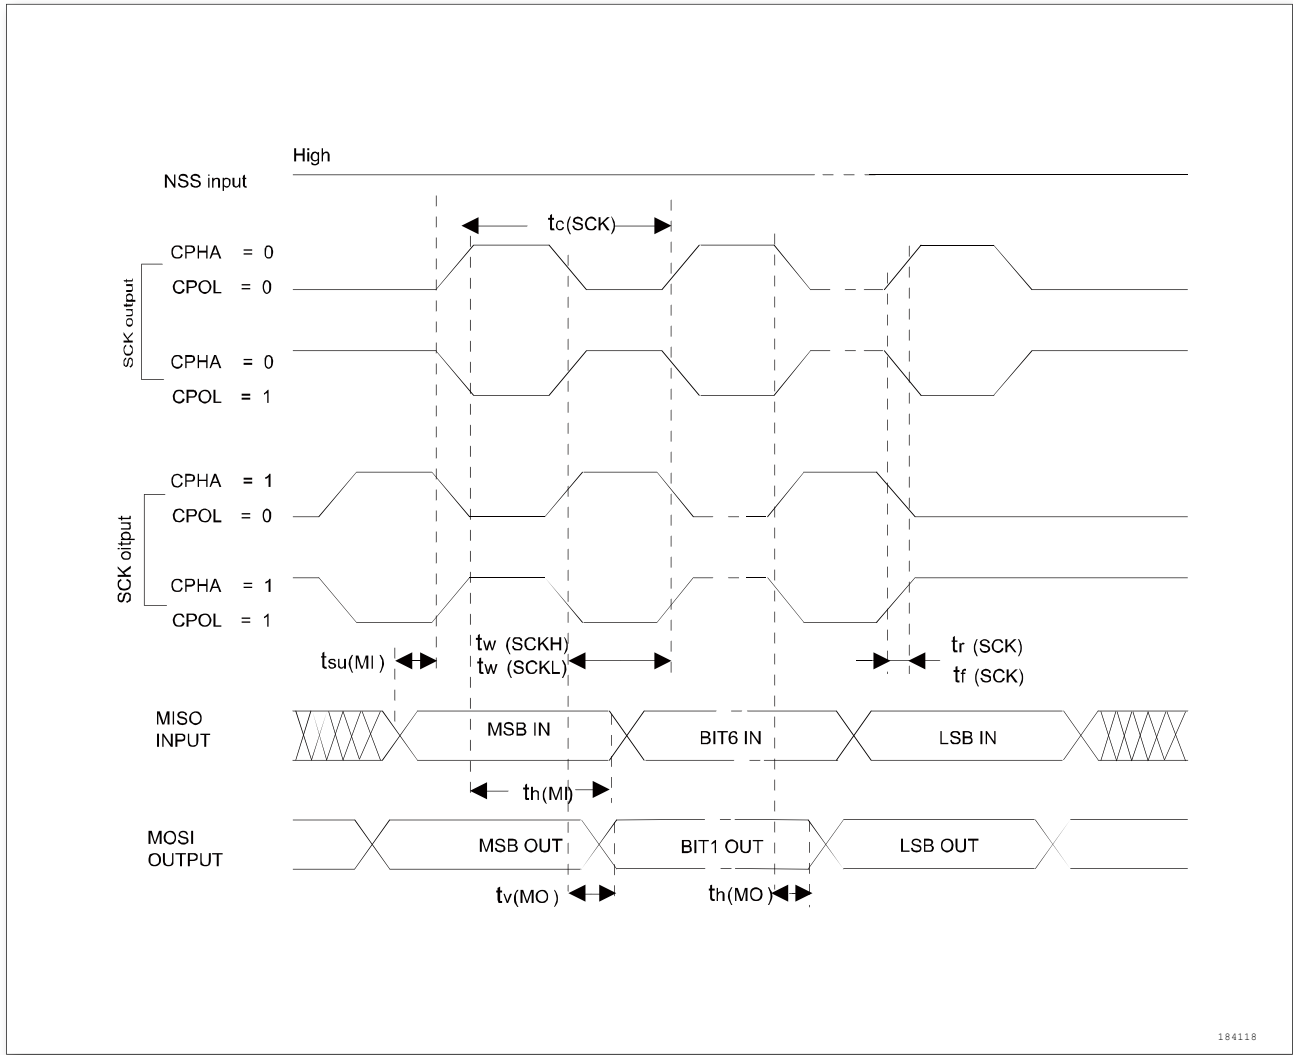 High
NSS input
tc(SCK)
CPHA = 0
CPOL = 0
SCK output
CPHA = 0
CPOL = 1
CPHA = 1
CPOL = 0
SCK oitput
CPHA = 1
CPOL = 1
tsu(MI)
tw (SCKH)
tw (SCKL)
tr (SCK)
tf (SCK)
MISO
INPUT
MSB IN
BIT6 IN
LSB IN
th(MI)
MOSI
OUTPUT
MSB OUT
BIT1 OUT
LSB OUT
tv(MO)
th(MO)
184118